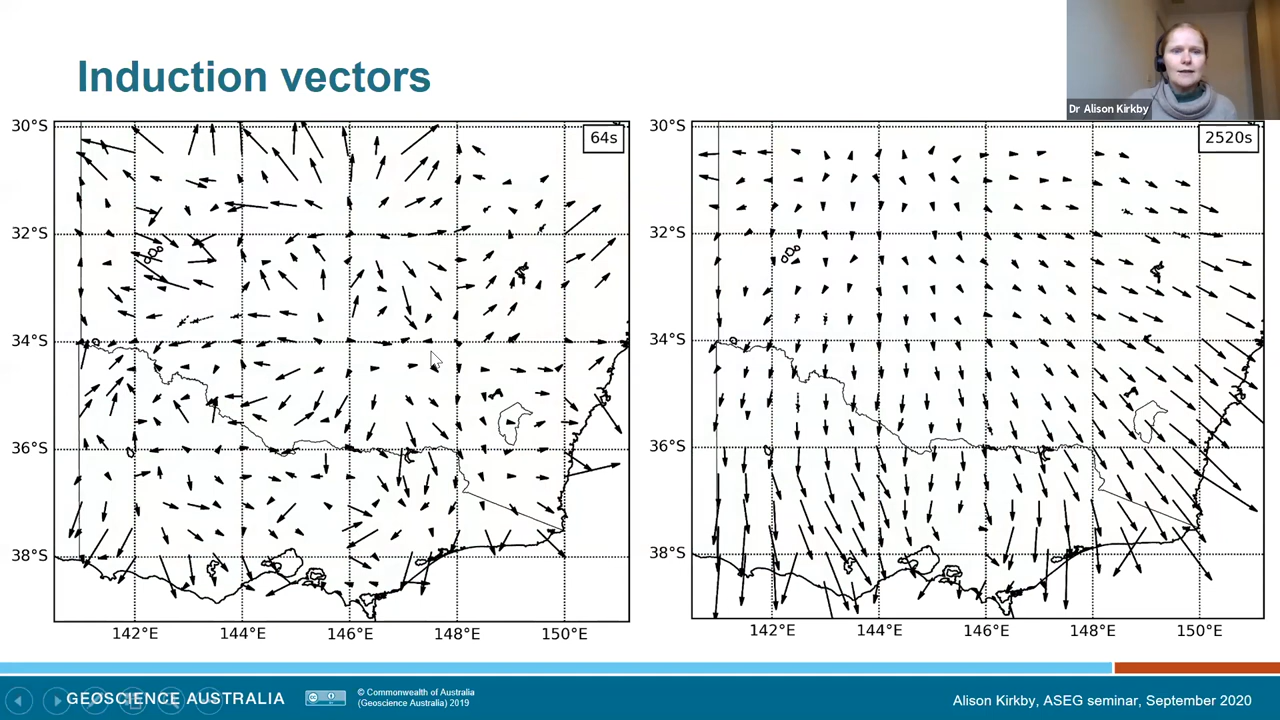 Induction vectors
Dr Alison Kirkby
30°S
32°S
34°S
36°S
38°S
64s
142°E 144°E 146°E 148°E 150°E
30°S
32°S
34°S
36°S
38°S
2520s
142°E 144°E 146°E 148°E 150°E
GEOSCIENCE AUSTRALIA
© Commonwealth of Australia
(Geoscience Australia) 2019
Alison Kirkby, ASEG seminar, September 2020